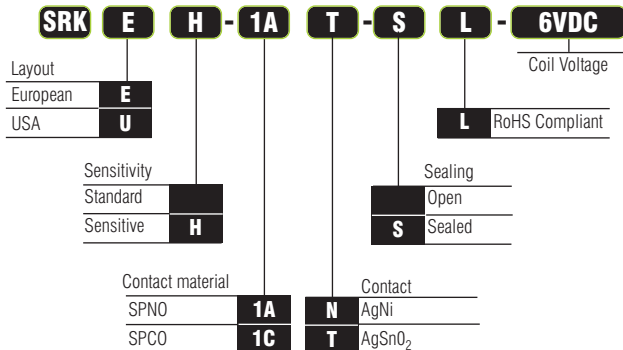 SRK E H - 1A T - S L - 6VDC
Coil Voltage
Layout
European E
USA U
L RoHS Compliant
Sensitivity
Standard
Sensitive H
Sealing
Open
S Sealed
Contact material
SPNO 1A
SPCO 1C
Contact
N AgNi
T AgSnO₂